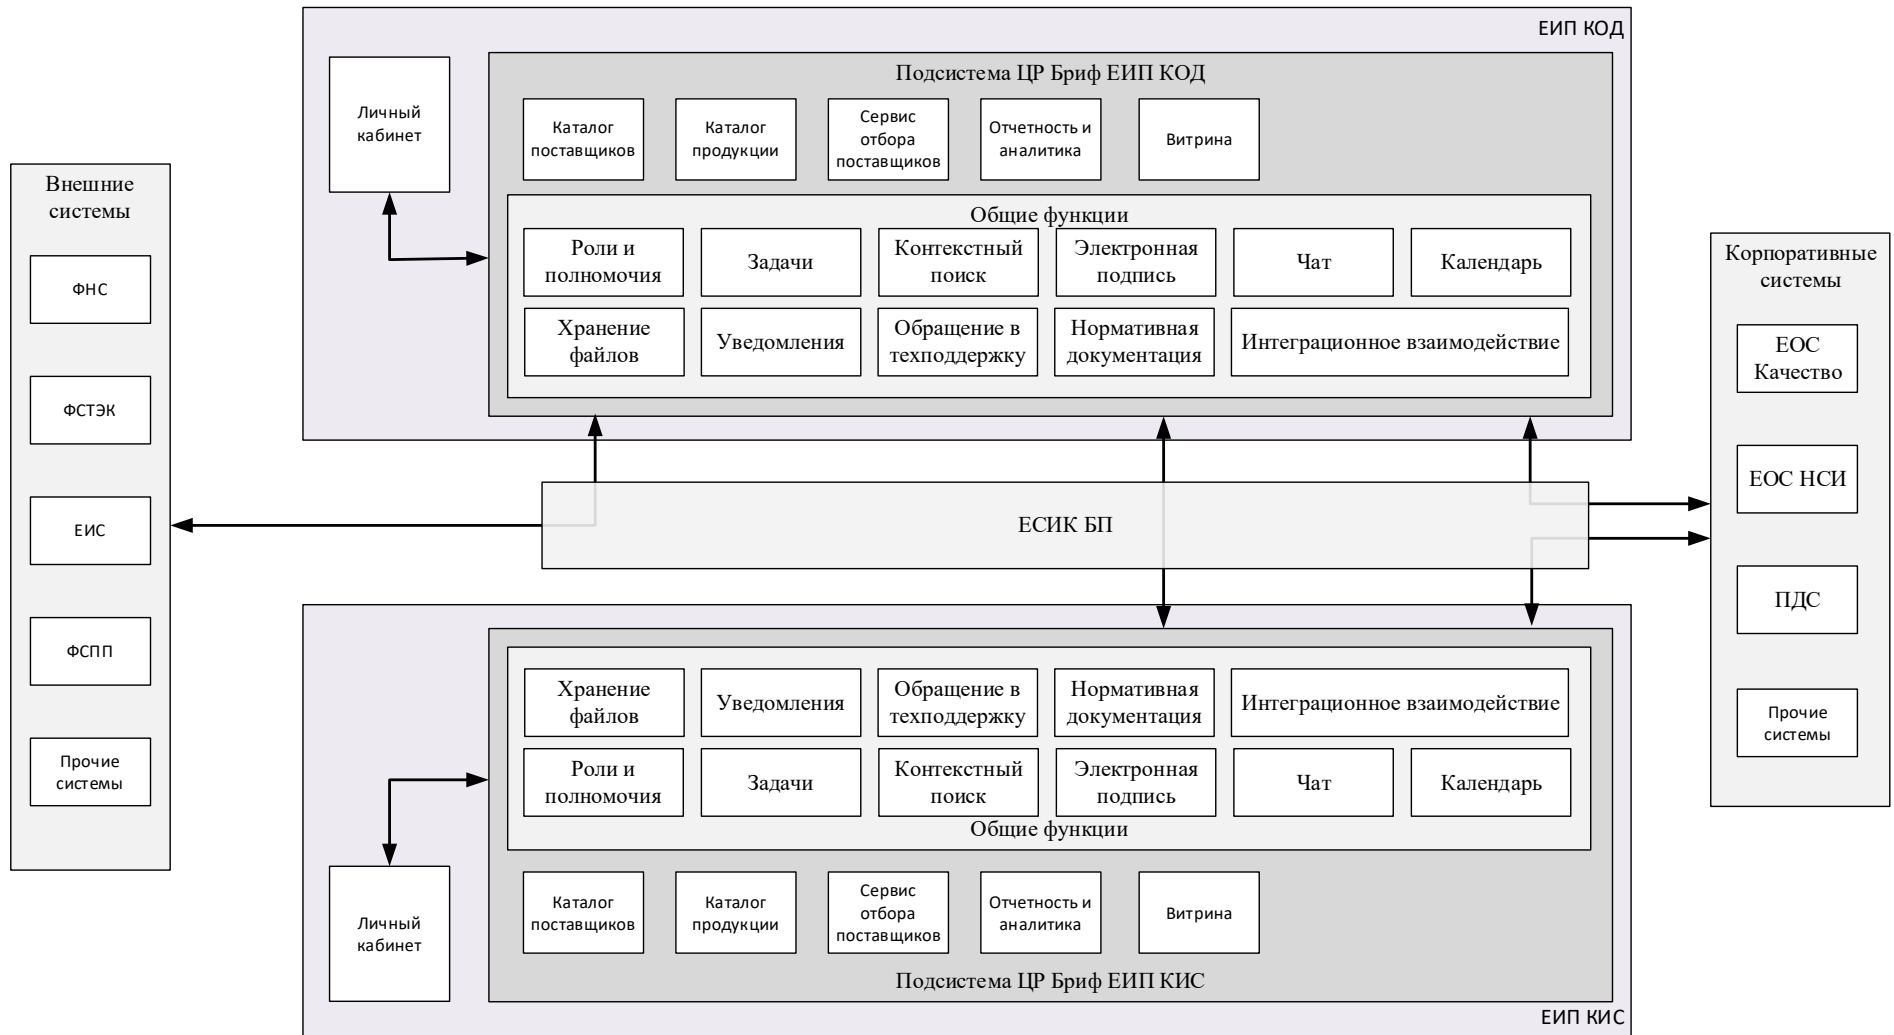 ЕИП КОД
Подсистема ЦР Бриф ЕИП КОД
Личный
кабинет
Каталог
поставщиков
Каталог
продукции
Сервис
отбора
поставщиков
Отчетность и
аналитика
Витрина
Общие функции
Роли и
полномочия
Задачи
Контекстный
поиск
Электронная
подпись
Чат
Календарь
Хранение
файлов
Уведомления
Обращение в
техподдержку
Нормативная
документация
Интеграционное взаимодействие
Внешние
системы
ФНС
ФСТЭК
ЕИС
ФСПП
Прочие
системы
ЕСИК БП
Корпоративные
системы
ЕОС
Качество
ЕОС НСИ
ПДС
Прочие
системы
Хранение
файлов
Уведомления
Обращение в
техподдержку
Нормативная
документация
Интеграционное взаимодействие
Роли и
полномочия
Задачи
Контекстный
поиск
Электронная
подпись
Чат
Календарь
Общие функции
Личный
кабинет
Каталог
поставщиков
Каталог
продукции
Сервис
отбора
поставщиков
Отчетность и
аналитика
Витрина
Подсистема ЦР Бриф ЕИП КИС
ЕИП КИС